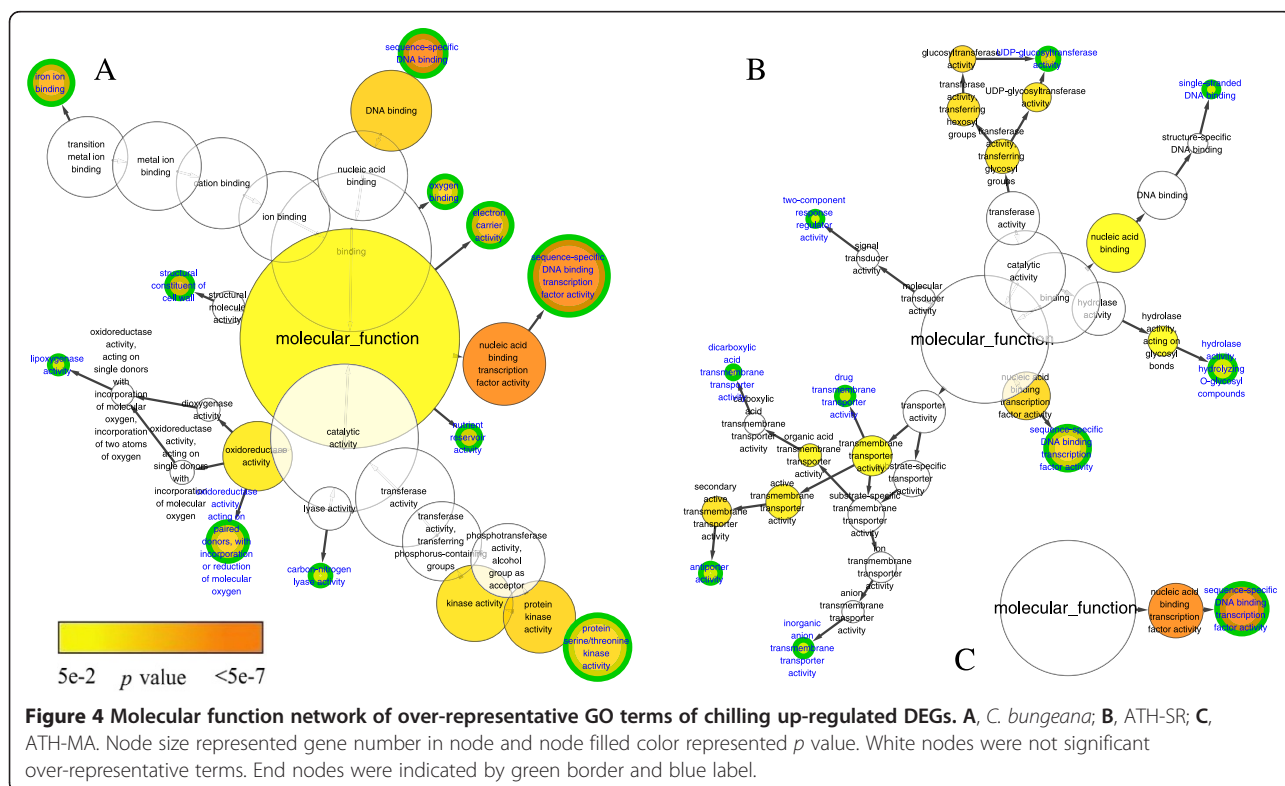 A
sequence-specific
DNA binding
iron ion
binding
DNA binding
transition
metal ion
binding
metal ion
binding
cation binding
ion binding
nucleic acid
binding
oxygen
binding
electron
carrier
activity
binding
sequence-specific
DNA binding
transcription
factor activity
structural
constituent of
cell wall
structural
molecule
activity
molecular_function
nucleic acid
binding
transcription
factor activity
lipoxygenase
activity
oxidoreductase
activity, acting
on single donors
with
incorporation
of molecular
oxygen,
incorporation
of two atoms
of oxygen
dioxygenase
activity
oxidoreductase
activity,
acting on
single donors
with
incorporation
of molecular
oxygen
oxidoreductase
activity
catalytic
activity
nutrient
reservoir
activity
oxidoreductase
activity,
acting on
paired
donors, with
incorporation
or reduction
of molecular
oxygen
lyase activity
carbon-nitrogen
lyase activity
transferase
activity
transferase
activity,
transferring
phosphorus-containing
groups
phosphotransferase
activity, alcohol
group as
acceptor
kinase activity
protein
kinase
activity
protein
serine/threonine
kinase
activity
5e-2 p value <5e-7
B
glucosyltransferase
activity
UDP-glucosyltransferase
activity
transferase
activity,
transferring
hexosyl
groups
UDP-glycosyltransferase
activity
transferase
activity,
transferring
glycosyl
groups
single-stranded
DNA binding
structure-specific
DNA binding
DNA binding
nucleic acid
binding
two-component
response
regulator
activity
signal
transducer
activity
molecular
transducer
activity
transferase
activity
catalytic
activity
binding
hydrolase
activity
hydrolase
activity,
acting on
glycosyl
bonds
hydrolase
activity,
hydrolyzing
O-glycosyl
compounds
molecular_function
nucleic acid
binding
transcription
factor activity
sequence-specific
DNA binding
transcription
factor activity
dicarboxylic
acid
transmembrane
transporter
activity
drug
transmembrane
transporter
activity
carboxylic
acid
transmembrane
transporter
activity
organic acid
transmembrane
transporter
activity
transmembrane
transporter
activity
transporter
activity
strate-specific
transporter
activity
secondary
active
transmembrane
transporter
activity
active
transmembrane
transporter
activity
substrate-specific
transmembrane
transporter
activity
antiporter
activity
ion
transmembrane
transporter
activity
anion
transmembrane
transporter
activity
inorganic
anion
transmembrane
transporter
activity
C
molecular_function
nucleic acid
binding
transcription
factor activity
sequence-specific
DNA binding
transcription
factor activity
Figure 4 Molecular function network of over-representative GO terms of chilling up-regulated DEGs. A, C. bungeana; B, ATH-SR; C,
ATH-MA. Node size represented gene number in node and node filled color represented p value. White nodes were not significant
over-representative terms. End nodes were indicated by green border and blue label.